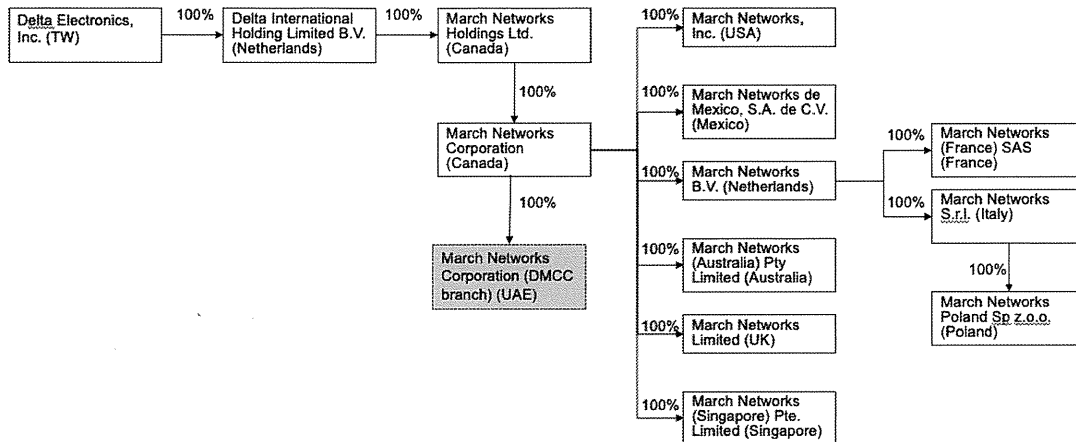 Delta Electronics,
Inc. (TW)
100%
Delta International
Holding Limited B.V.
(Netherlands)
100%
March Networks
Holdings Ltd.
(Canada)
100%
March Networks
Corporation
(Canada)
100%
March Networks
Corporation (DMCC
branch) (UAE)
100%
March Networks,
Inc. (USA)
100%
March Networks de
Mexico, S.A. de C.V.
(Mexico)
100%
March Networks
B.V. (Netherlands)
100%
March Networks
(France) SAS
(France)
100%
March Networks
S.r.l. (Italy)
100%
March Networks
Poland Sp z.o.o.
(Poland)
100%
March Networks
(Australia) Pty
Limited (Australia)
100%
March Networks
Limited (UK)
100%
March Networks
(Singapore) Pte.
Limited (Singapore)